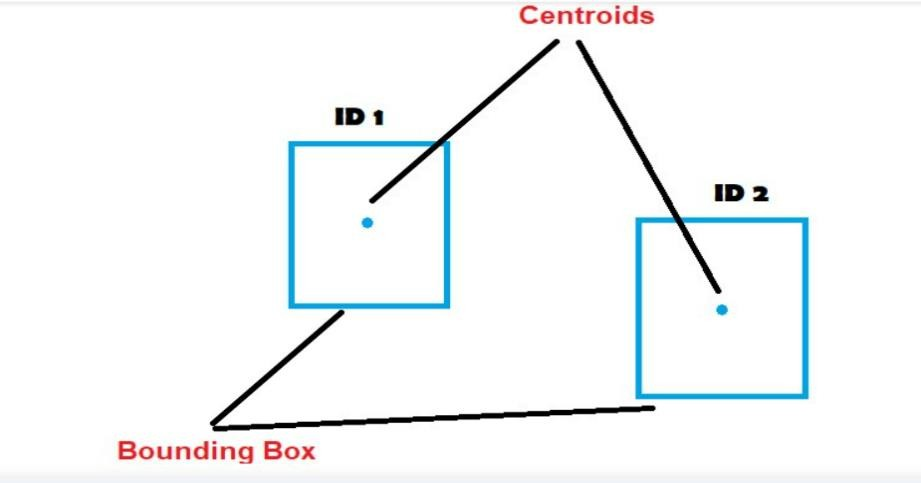 Centroids
ID 1
ID 2
Bounding Box